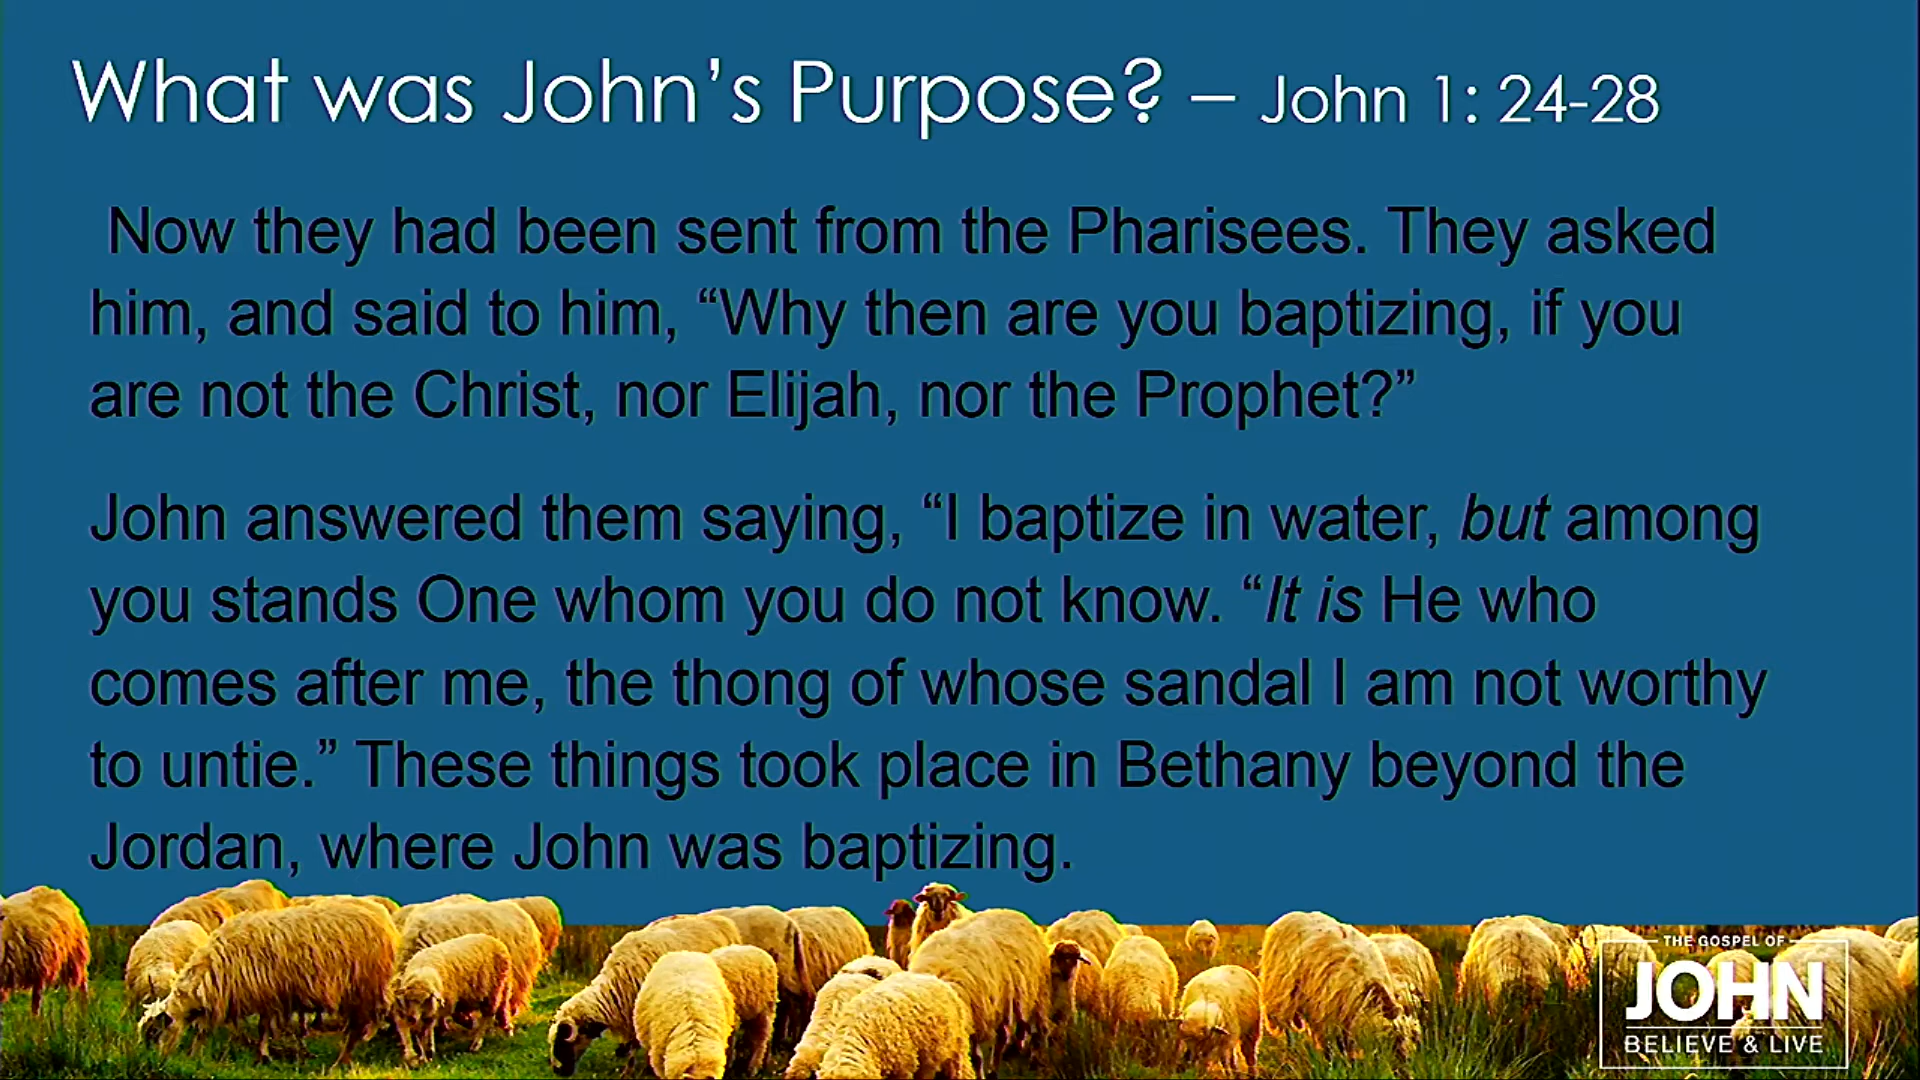 What was John’s Purpose? – John 1: 24-28
Now they had been sent from the Pharisees. They asked
him, and said to him, “Why then are you baptizing, if you
are not the Christ, nor Elijah, nor the Prophet?”
John answered them saying, “I baptize in water, but among
you stands One whom you do not know. “It is He who
comes after me, the thong of whose sandal I am not worthy
to untie.” These things took place in Bethany beyond the
Jordan, where John was baptizing.
THE GOSPEL OF
JOHN
BELIEVE & LIVE